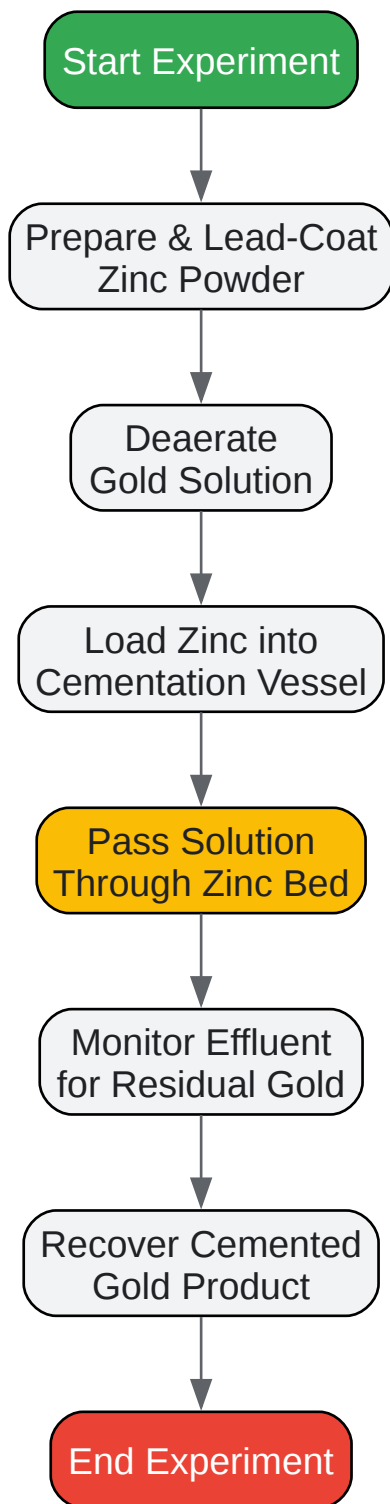 Start Experiment
Prepare & Lead-Coat
Zinc Powder
Deaerate
Gold Solution
Load Zinc into
Cementation Vessel
Pass Solution
Through Zinc Bed
Monitor Effluent
for Residual Gold
Recover Cemented
Gold Product
End Experiment